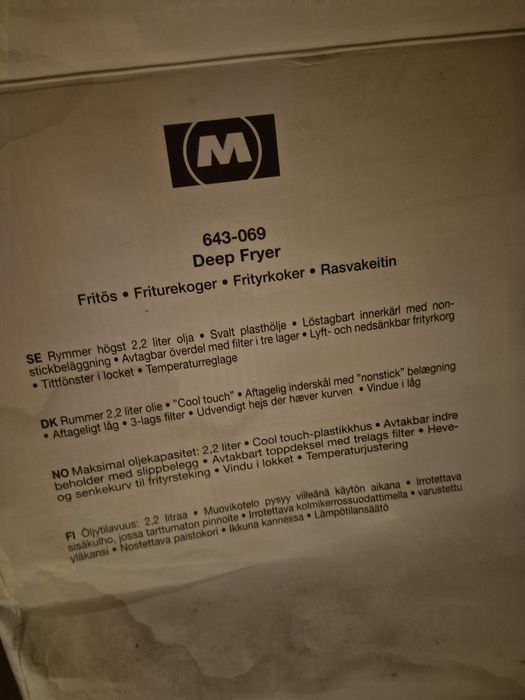 M
643-069
Deep Fryer
Fritös • Friturekoger • Frityrkoker • Rasvakeitin
SE Rymmer högst 2,2 liter olja • Svalt plasthölje • Löstagbart innerkärl med non-
stickbeläggning • Avtagbar överdel med filter i tre lager • Lyft- och nedsänkbar frityrkorg
• Tittfönster i locket • Temperaturreglage
DK Rummer 2,2 liter olie • "Cool touch" • Aftagelig inderskål med "nonstick" belægning
• Aftageligt låg • 3-lags filter • Udvendigt hejs der hæver kurven • Vindue i låg
NO Maksimal oljekapasitet: 2,2 liter • Cool touch-plastikkhus • Avtakbar indre
beholder med slippbelegg • Avtakbart toppdeksel med trelags filter • Heve-
og senkekurv til frityrsteking • Vindu i lokket • Temperaturjustering
FI Öljytilavuus: 2,2 litraa • Muovikotelo pysyy viileänä käytön aikana • Irrotettava
sisäkulho, jossa tarttumaton pinnoite • Irrotettava kolmikerrossuodattimella • varustettu
yläkansi • Nostettava paistokori • Ikkuna kannessa • Lämpötilansäätö